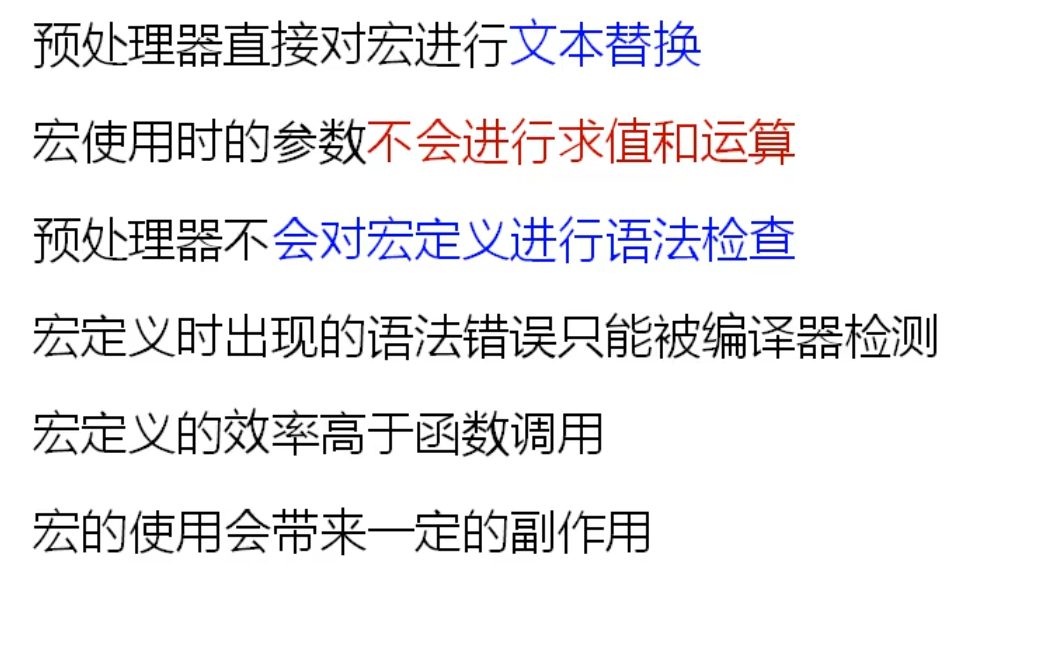 预处理器直接对宏进行文本替换
宏使用时的参数不会进行求值和运算
预处理器不会对宏定义进行语法检查
宏定义时出现的语法错误只能被编译器检测
宏定义的效率高于函数调用
宏的使用会带来一定的副作用